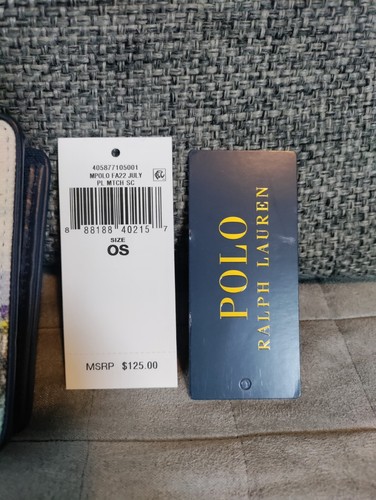 405877105001
MPOLO FA22 JULY
PL MTCH SC
8 88188 40215 7
SIZE
OS
MSRP $125.00
POLO
RALPH LAUREN